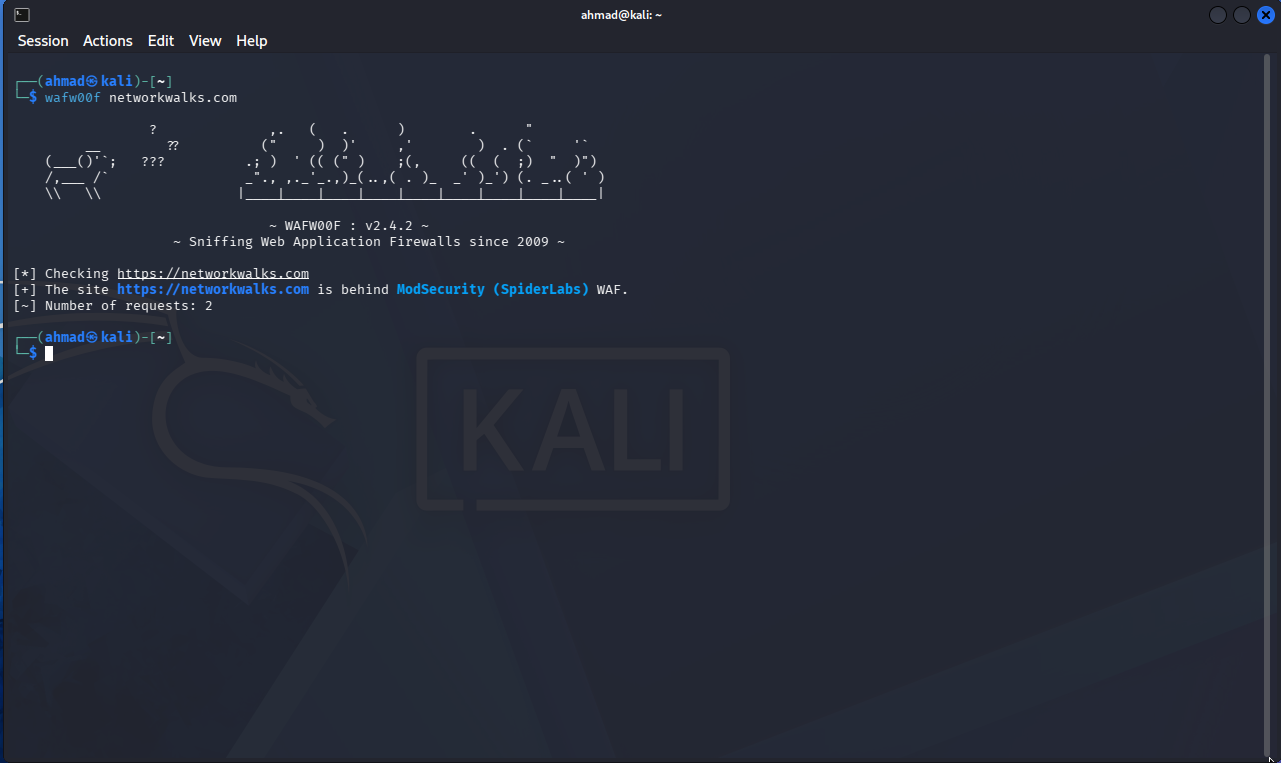 ahmad@kali: ~
Session Actions Edit View Help
┌──(ahmad㉿kali)-[~]
└─$ wafw00f networkwalks.com
~ WAFW00F : v2.4.2 ~
~ Sniffing Web Application Firewalls since 2009 ~
[*] Checking https://networkwalks.com
[+] The site https://networkwalks.com is behind ModSecurity (SpiderLabs) WAF.
[~] Number of requests: 2
┌──(ahmad㉿kali)-[~]
└─$
KALI